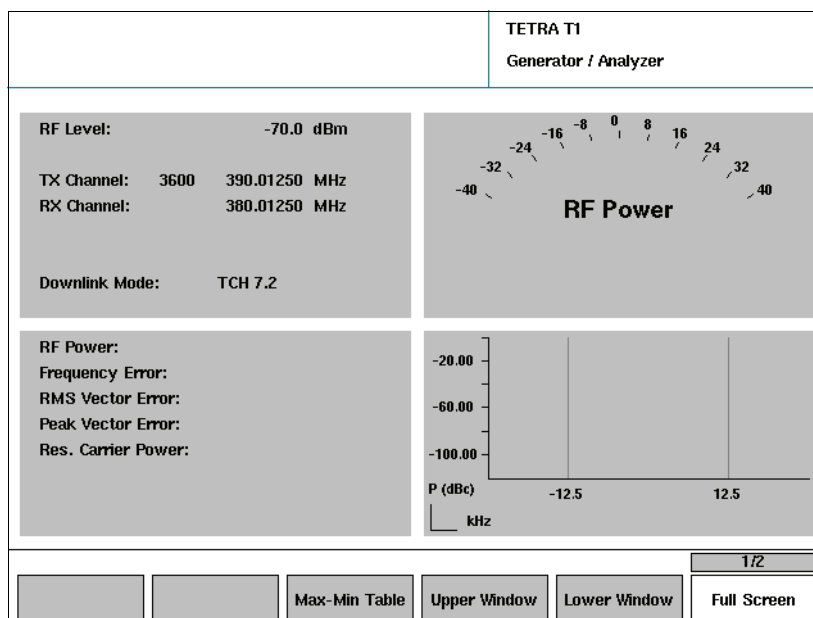 TETRA T1
Generator / Analyzer
RF Level: -70.0 dBm
TX Channel: 3600 390.01250 MHz
RX Channel: 380.01250 MHz
Downlink Mode: TCH 7.2
-40 -32 -24 -16 -8 0 8 16 24 32 40
RF Power
RF Power:
Frequency Error:
RMS Vector Error:
Peak Vector Error:
Res. Carrier Power:
-20.00
-60.00
-100.00
P (dBc)
-12.5 12.5
kHz
1/2
Max-Min Table Upper Window Lower Window Full Screen